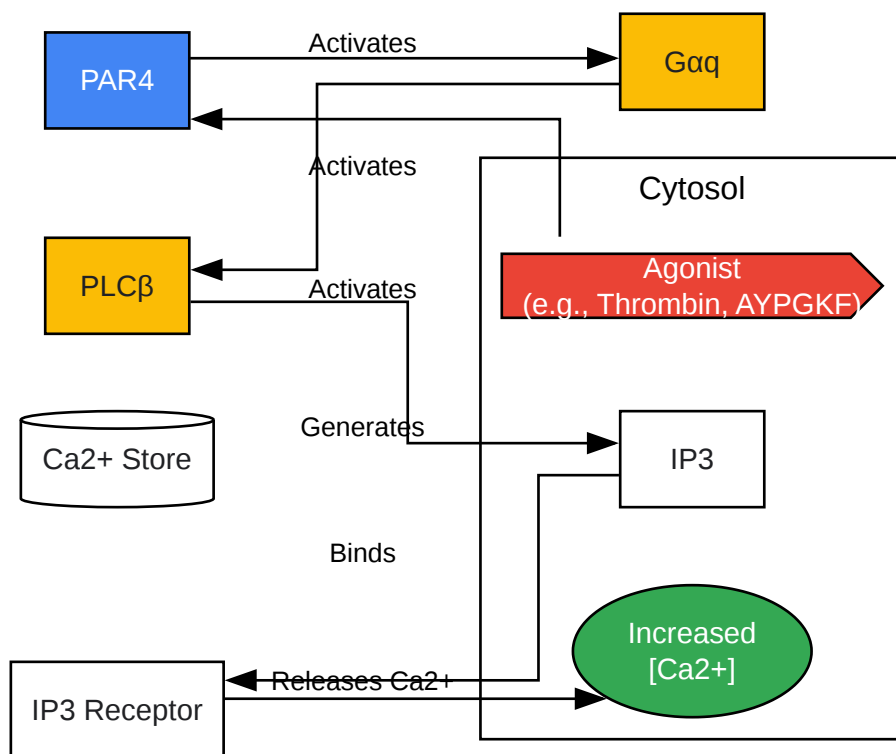 Activates
PAR4
Gαq
Activates
Cytosol
Agonist
(e.g., Thrombin, AYPGKF)
PLCβ
Activates
Generates
Ca2+ Store
IP3
Binds
Increased
[Ca2+]
Releases Ca2+
IP3 Receptor